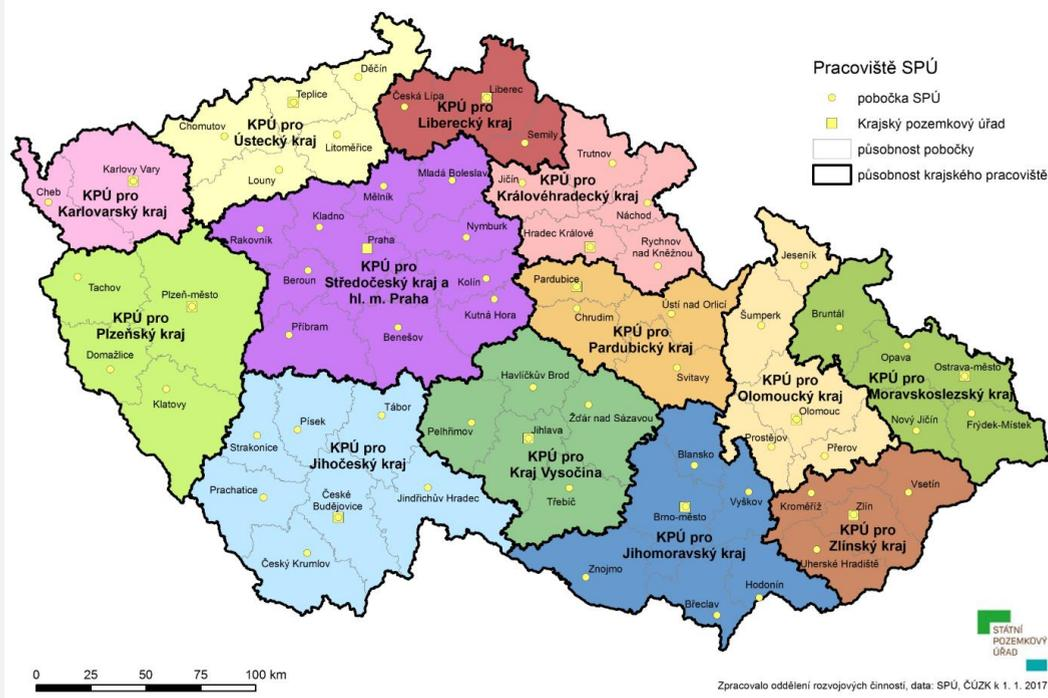 Děčín
Teplice
Česká Lípa
Liberec
KPÚ pro
Liberecký kraj
Chomutov
KPÚ pro
Ústecký kraj
Litoměřice
Semily
Louny
Trutnov
Karlovy Vary
Cheb
KPÚ pro
Karlovarský kraj
Mladá Boleslav
Mělník
Jičín
KPÚ pro
Královéhradecký kraj
Náchod
Hradec Králové
Rychnov
nad Kněžnou
Kladno
Rakovník
Praha
Nymburk
KPÚ pro
Středočeský kraj a
hl. m. Praha
Beroun
Kolín
Kutná Hora
Příbram
Benešov
Tachov
Plzeň-město
KPÚ pro
Plzeňský kraj
Domažlice
Klatovy
Pardubice
Chrudim
Ústí nad Orlicí
KPÚ pro
Pardubický kraj
Svitavy
Jeseník
Šumperk
KPÚ pro
Olomoucký kraj
Olomouc
Prostějov
Přerov
Bruntál
Opava
Ostrava-město
KPÚ pro
Moravskoslezský kraj
Nový Jičín
Frýdek-Místek
Havlíčkův Brod
Žďár nad Sázavou
Pelhřimov
Jihlava
KPÚ pro
Kraj Vysočina
Třebíč
Tábor
Písek
Strakonice
KPÚ pro
Jihočeský kraj
Prachatice
České
Budějovice
Jindřichův Hradec
Český Krumlov
Blansko
Vyškov
Brno-město
KPÚ pro
Jihomoravský kraj
Znojmo
Hodonín
Břeclav
Kroměříž
Vsetín
Zlín
KPÚ pro
Zlínský kraj
Uherské Hradiště
Pracoviště SPÚ
pobočka SPÚ
Krajský pozemkový úřad
působnost pobočky
působnost krajského pracoviště
0 25 50 75 100 km
STÁTNÍ
POZEMKOVÝ
ÚŘAD
Zpracovalo oddělení rozvojových činností, data: SPÚ, ČÚZK k 1. 1. 2017